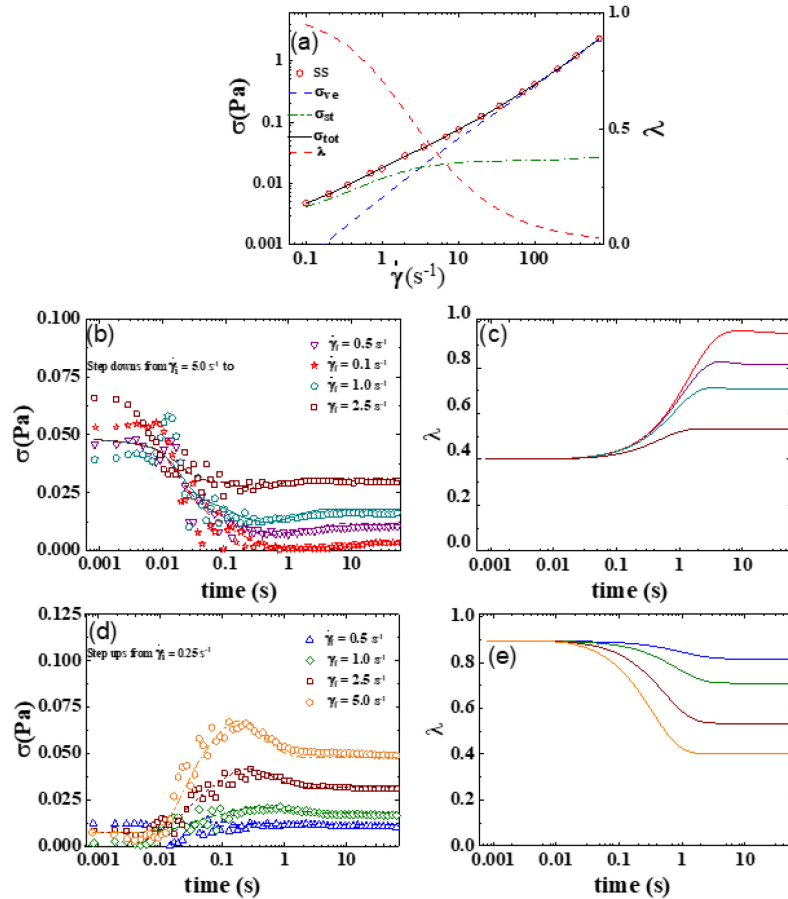 (a)
σ(Pa)
1
0.1
0.01
0.001
SS
σve
σst
σtot
λ
1.0
0.5
0.0
λ
0.1 1 10 100
γ̇(s⁻¹)
(b)
σ(Pa)
0.100
0.075
0.050
0.025
0.000
Step downs from γ̇i = 5.0 s⁻¹ to
γ̇f = 0.5 s⁻¹
γ̇f = 0.1 s⁻¹
γ̇f = 1.0 s⁻¹
γ̇f = 2.5 s⁻¹
0.001 0.01 0.1 1 10
time (s)
(c)
λ
1.0
0.8
0.6
0.4
0.2
0.0
0.001 0.01 0.1 1 10
time (s)
(d)
σ(Pa)
0.125
0.100
0.075
0.050
0.025
0.000
Step ups from γ̇i = 0.25 s⁻¹
γ̇f = 0.5 s⁻¹
γ̇f = 1.0 s⁻¹
γ̇f = 2.5 s⁻¹
γ̇f = 5.0 s⁻¹
0.001 0.01 0.1 1 10
time (s)
(e)
λ
1.0
0.8
0.6
0.4
0.2
0.0
0.001 0.01 0.1 1 10
time (s)